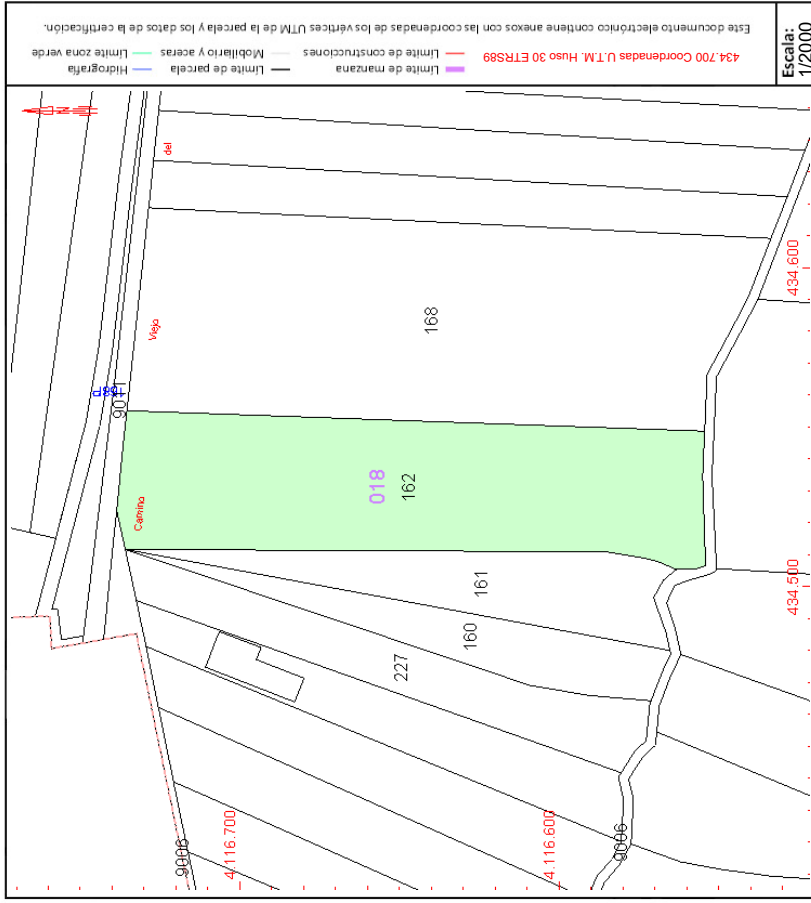 Este documento electrónico contiene anexos con las coordenadas de los vértices UTM de la parcela y los datos de la certificación.
434.700 Coordenadas U.T.M. Huso 30 ETRS89
Límite de manzana
Límite de construcciones
Límite de parcela
Mobiliario y aceras
Hidrografía
Límite zona verde
Escala:
1/2000
del
Viejo
Camino
168
434.600
018
162
161
434.500
160
227
4.116.700
4.116.600
9006
9006